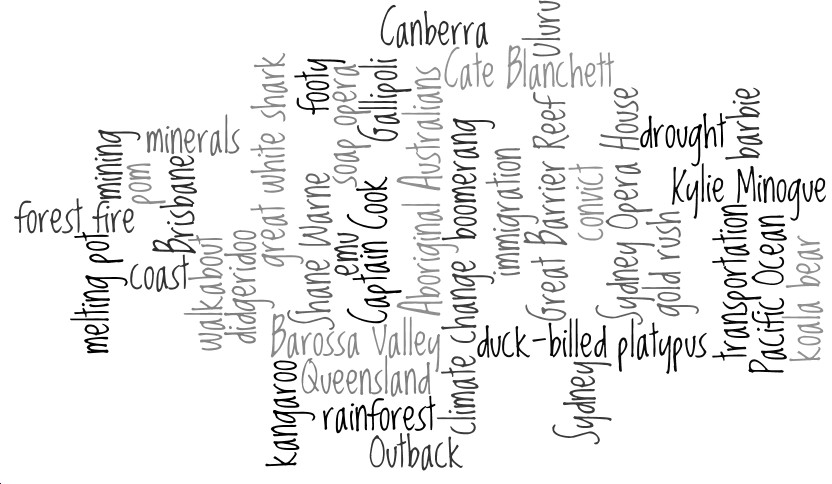 Canberra
Uluru
Cate Blanchett
great white shark
footy
soap opera
Gallipoli
Aboriginal Australians
minerals
mining
pom
Brisbane
forest fire
melting pot
coast
walkabout
didgeridoo
Shane Warne
emu
Captain Cook
boomerang
immigration
Great Barrier Reef
convict
Sydney Opera House
gold rush
drought
barbie
Kylie Minogue
transportation
Pacific Ocean
koala bear
Barossa Valley
climate change
duck-billed platypus
Queensland
kangaroo
rainforest
Sydney
Outback